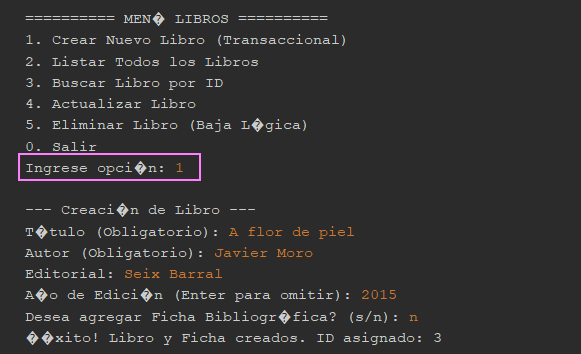 ========== MEN� LIBROS ==========
1. Crear Nuevo Libro (Transaccional)
2. Listar Todos los Libros
3. Buscar Libro por ID
4. Actualizar Libro
5. Eliminar Libro (Baja L�gica)
0. Salir
Ingrese opci�n: 1
--- Creaci�n de Libro ---
T�tulo (Obligatorio): A flor de piel
Autor (Obligatorio): Javier Moro
Editorial: Seix Barral
A�o de Edici�n (Enter para omitir): 2015
Desea agregar Ficha Bibliogr�fica? (s/n): n
��xito! Libro y Ficha creados. ID asignado: 3